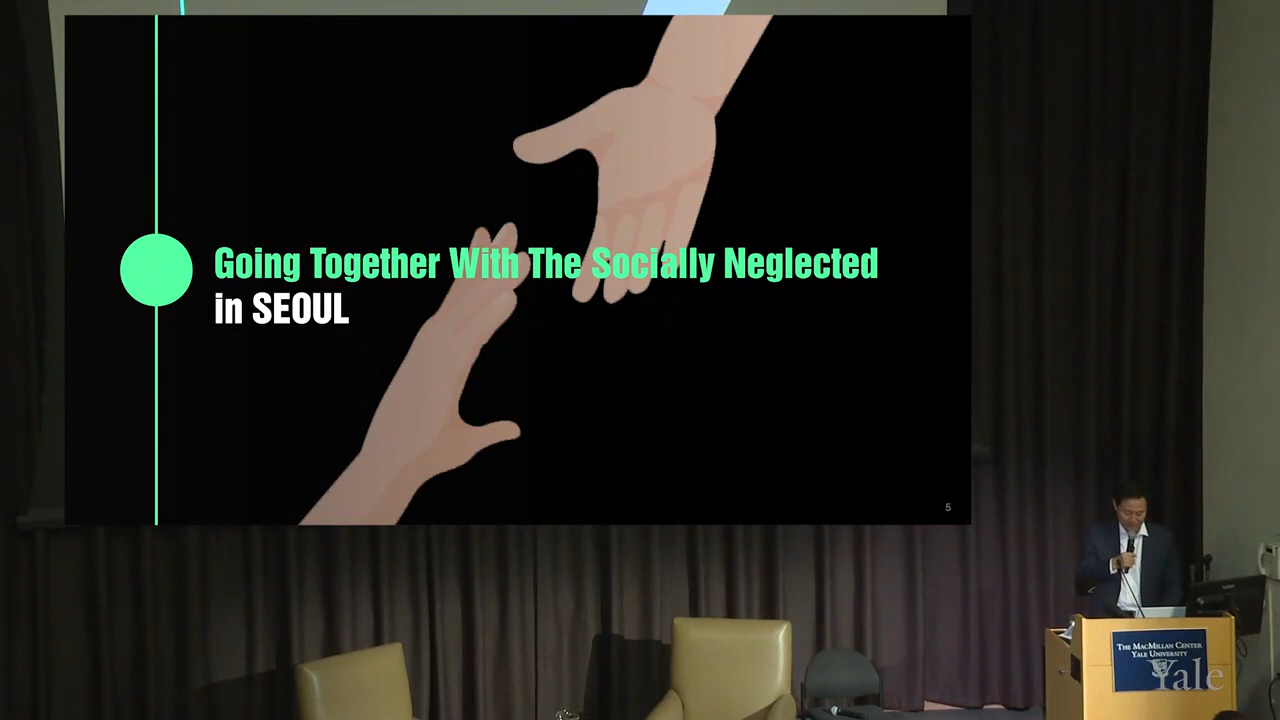 Going Together With The Socially Neglected
in SEOUL
5
THE MACMILLAN CENTER
YALE UNIVERSITY
Yale